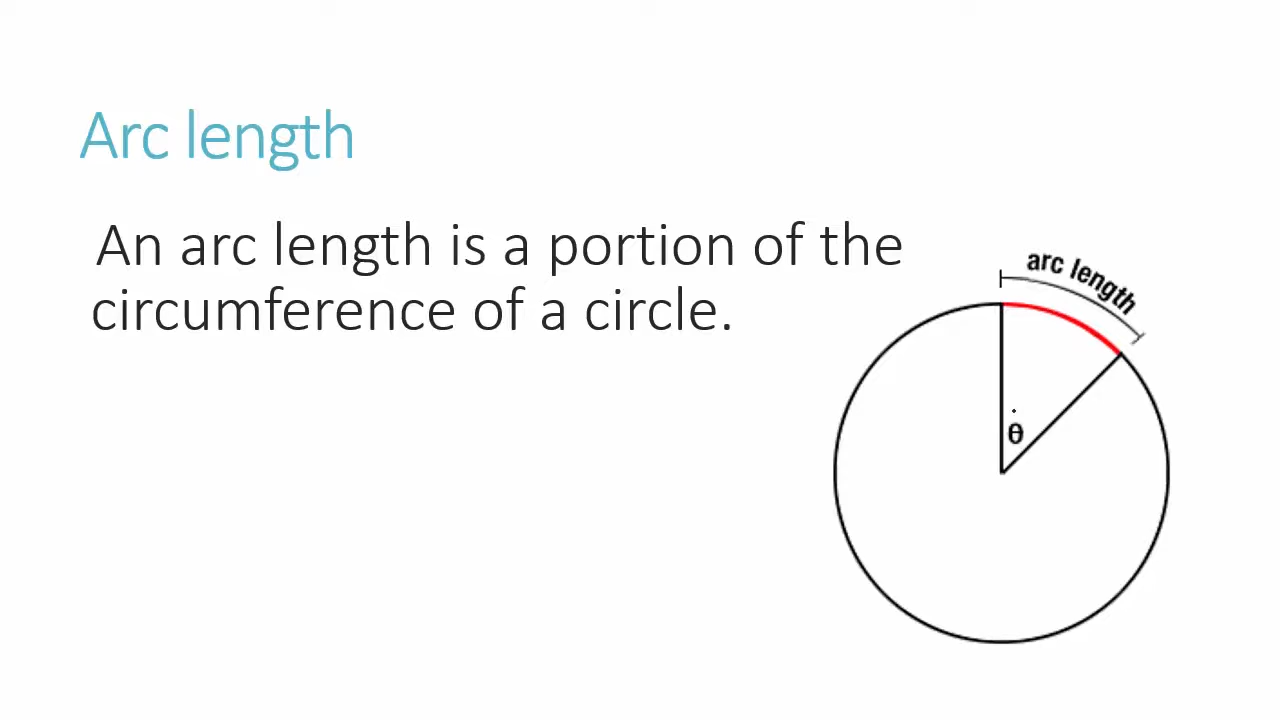 Arc length
An arc length is a portion of the
circumference of a circle.
arc length
θ